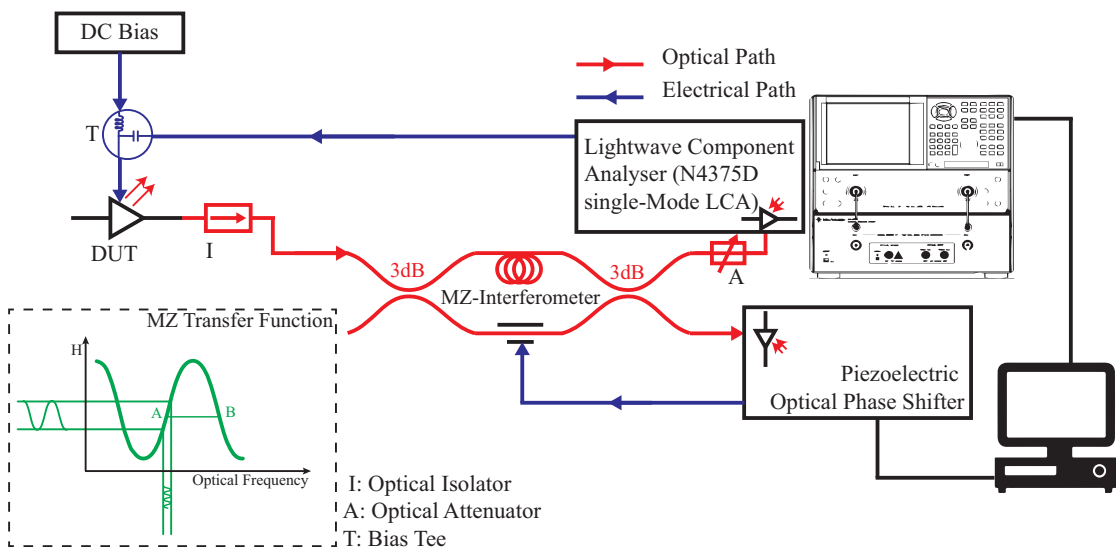 DC Bias
Optical Path
Electrical Path
T
Lightwave Component
Analyser (N4375D
single-Mode LCA)
DUT
I
3dB
MZ-Interferometer
3dB
A
MZ Transfer Function
H
A
B
Optical Frequency
Piezoelectric
Optical Phase Shifter
I: Optical Isolator
A: Optical Attenuator
T: Bias Tee